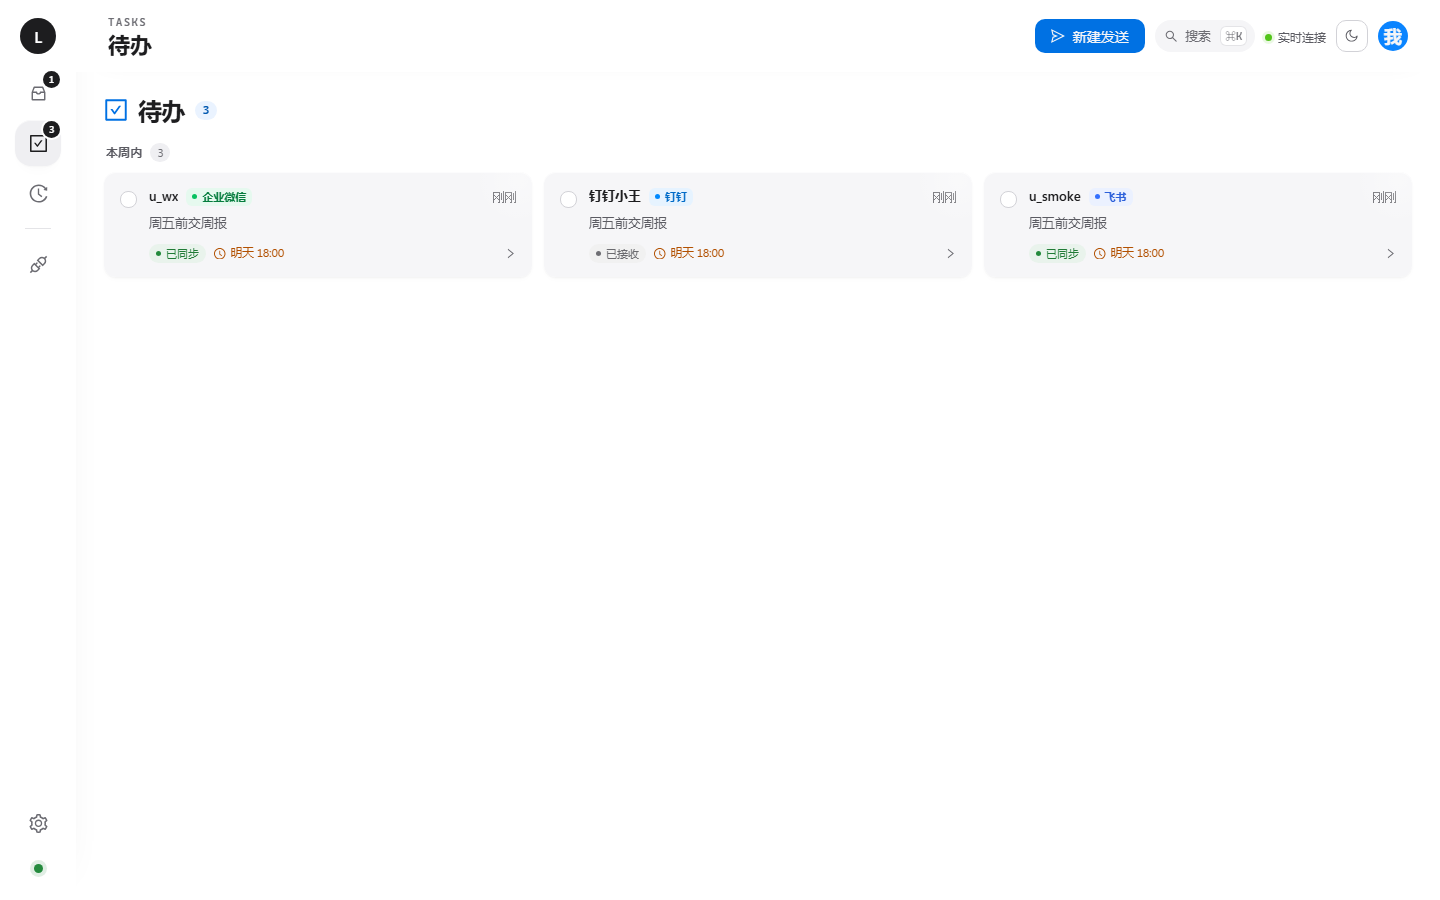 L
TASKS
待办
新建发送
搜索 ⌘K
实时连接
我
1
3
待办 3
本周内 3
u_wx 企业微信 刚刚
周五前交周报
已同步 明天 18:00
钉钉小王 钉钉 刚刚
周五前交周报
已接收 明天 18:00
u_smoke 飞书 刚刚
周五前交周报
已同步 明天 18:00